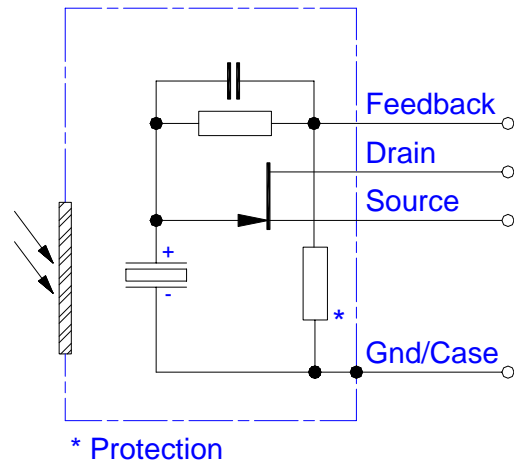 Feedback
Drain
Source
+
-
*
Gnd/Case
* Protection